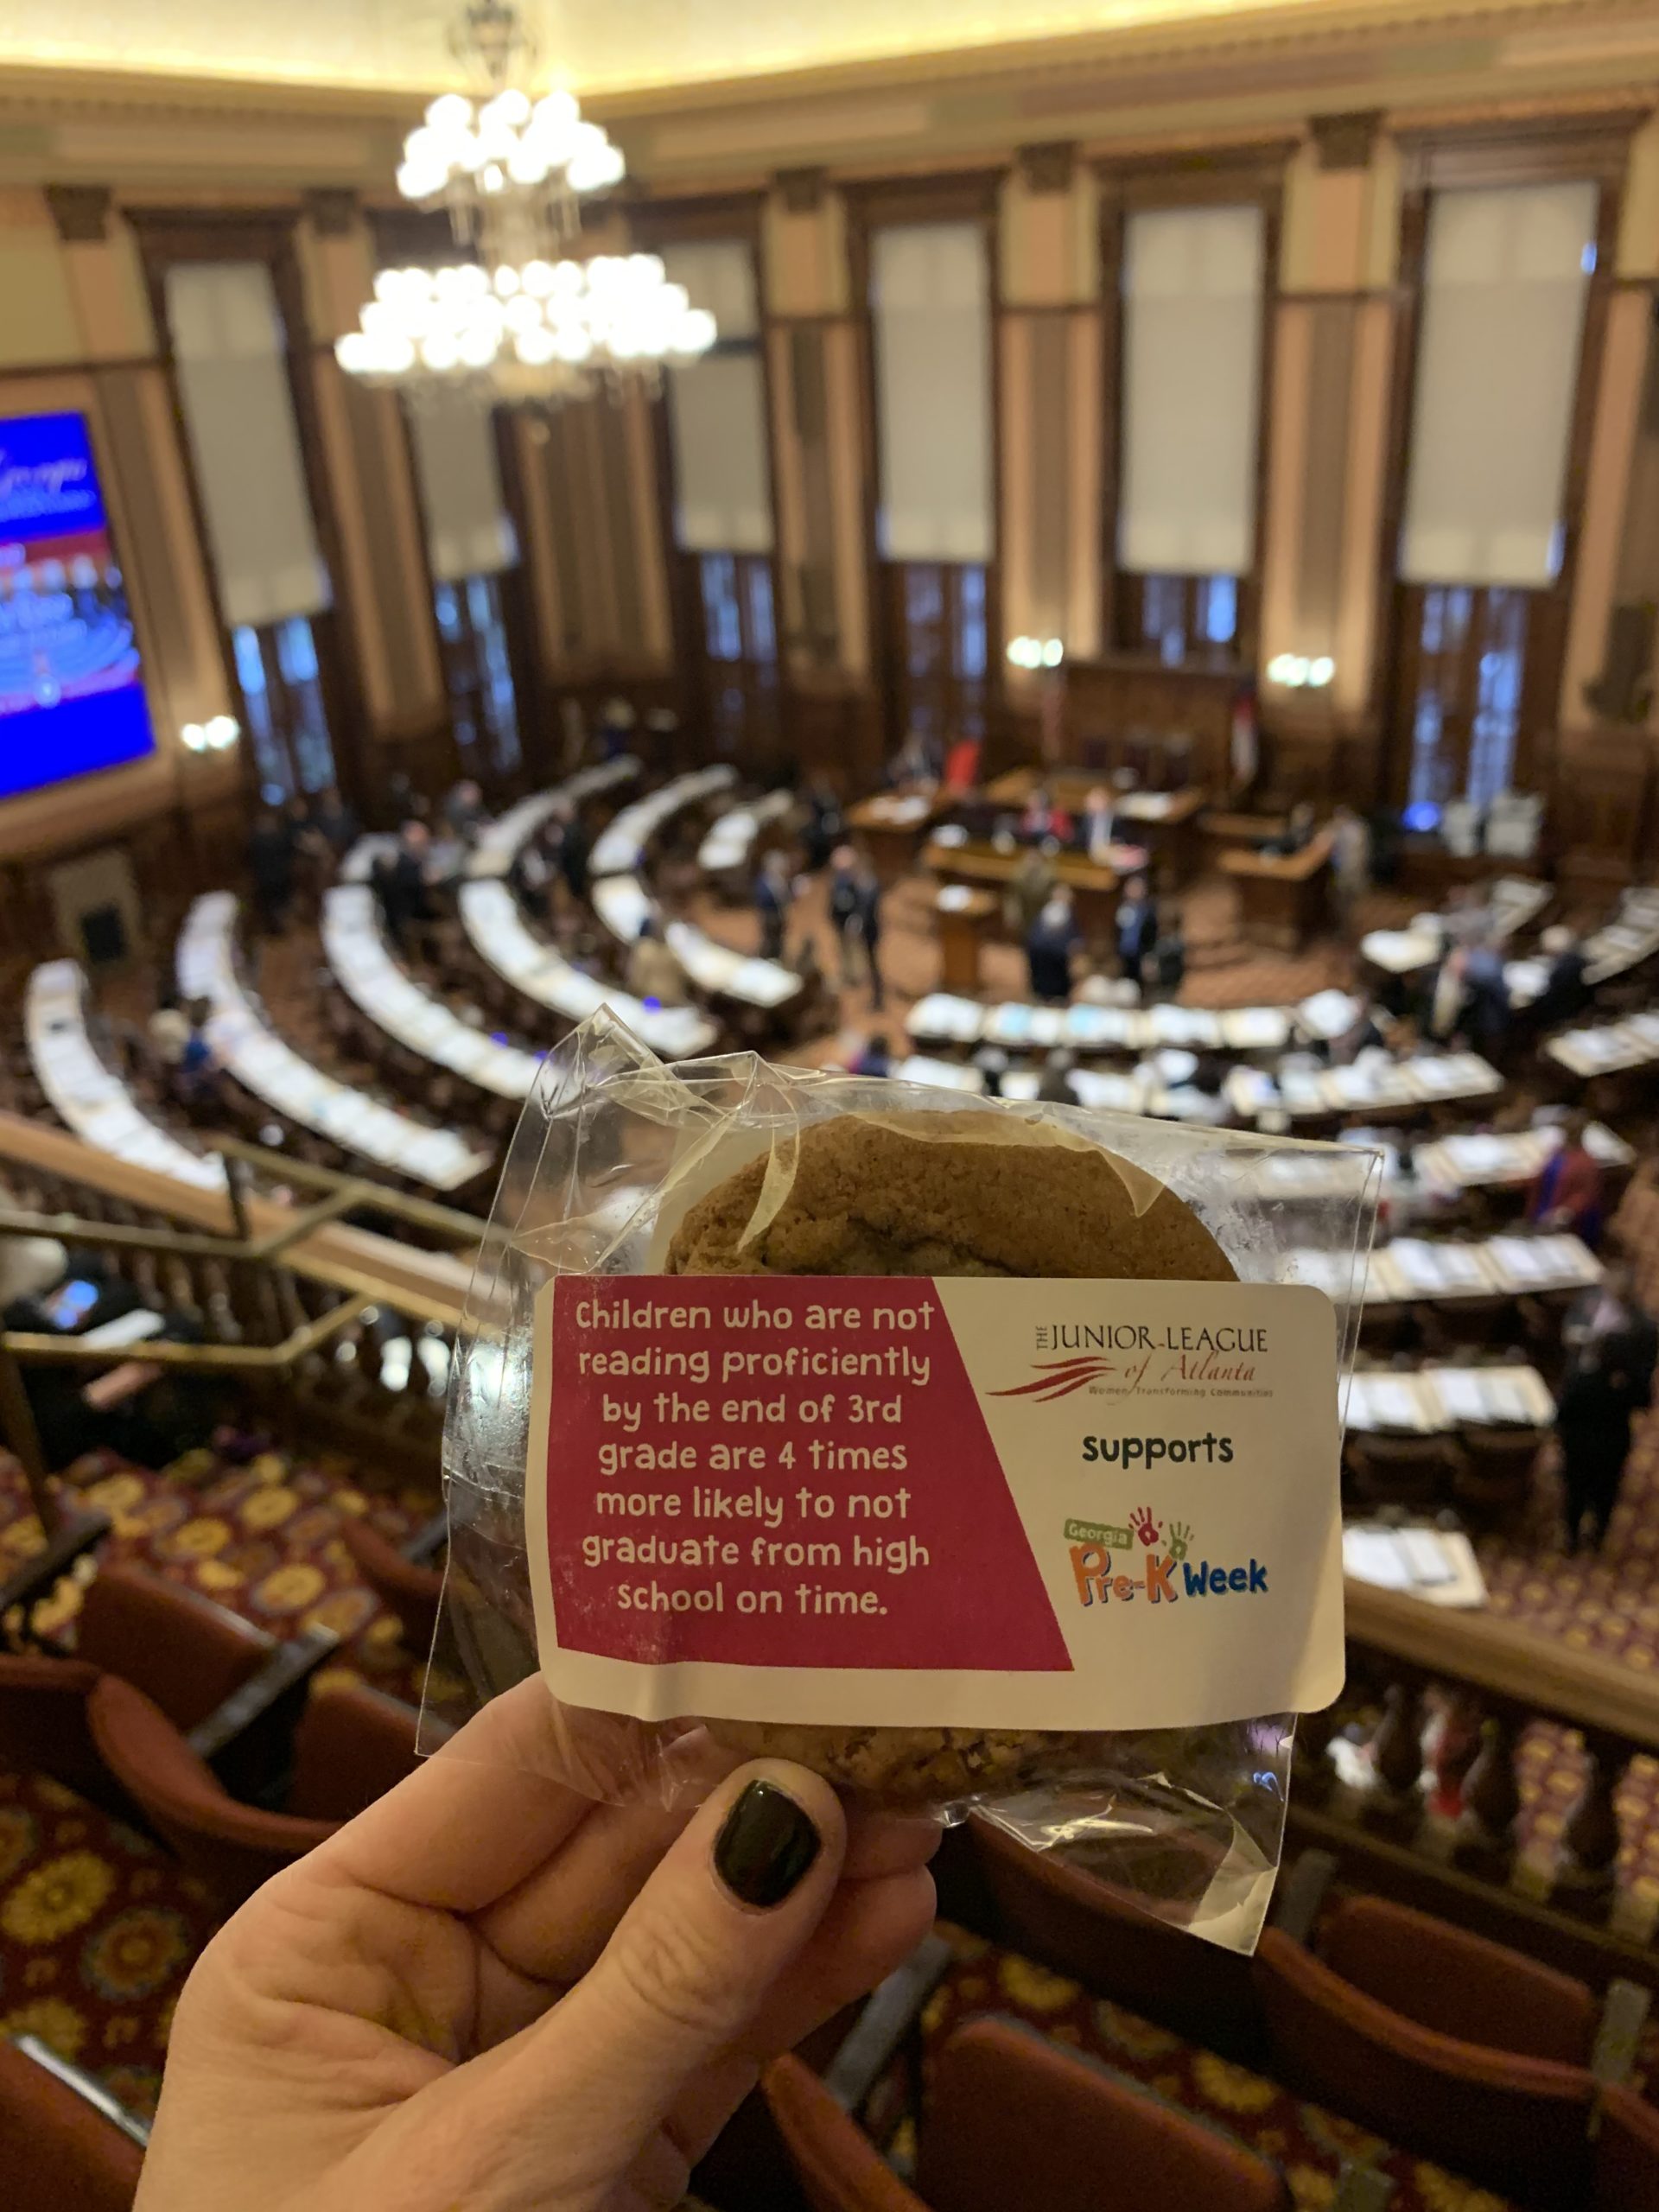 Children who are not
reading proficiently
by the end of 3rd
grade are 4 times
more likely to not
graduate from high
school on time.
THE JUNIOR LEAGUE
of Atlanta
Women Transforming Communities
supports
Georgia
Pre-K Week